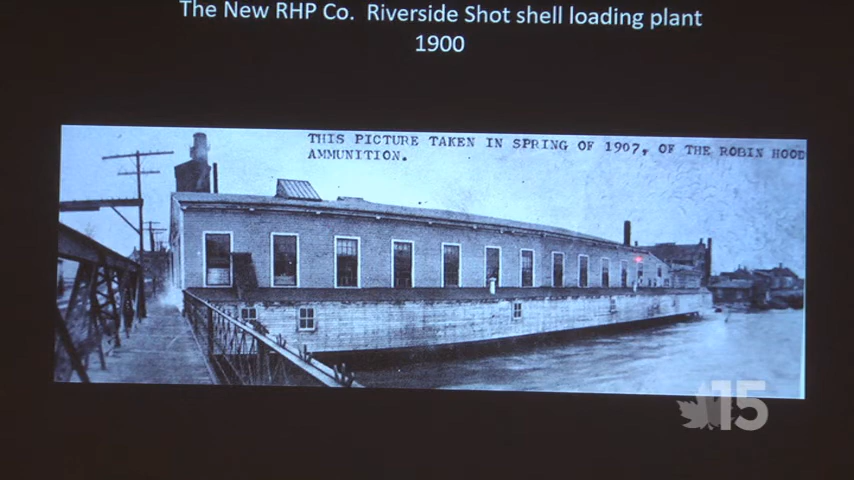 The New RHP Co. Riverside Shot shell loading plant
1900
THIS PICTURE TAKEN IN SPRING OF 1907, OF THE ROBIN HOOD
AMMUNITION.
15